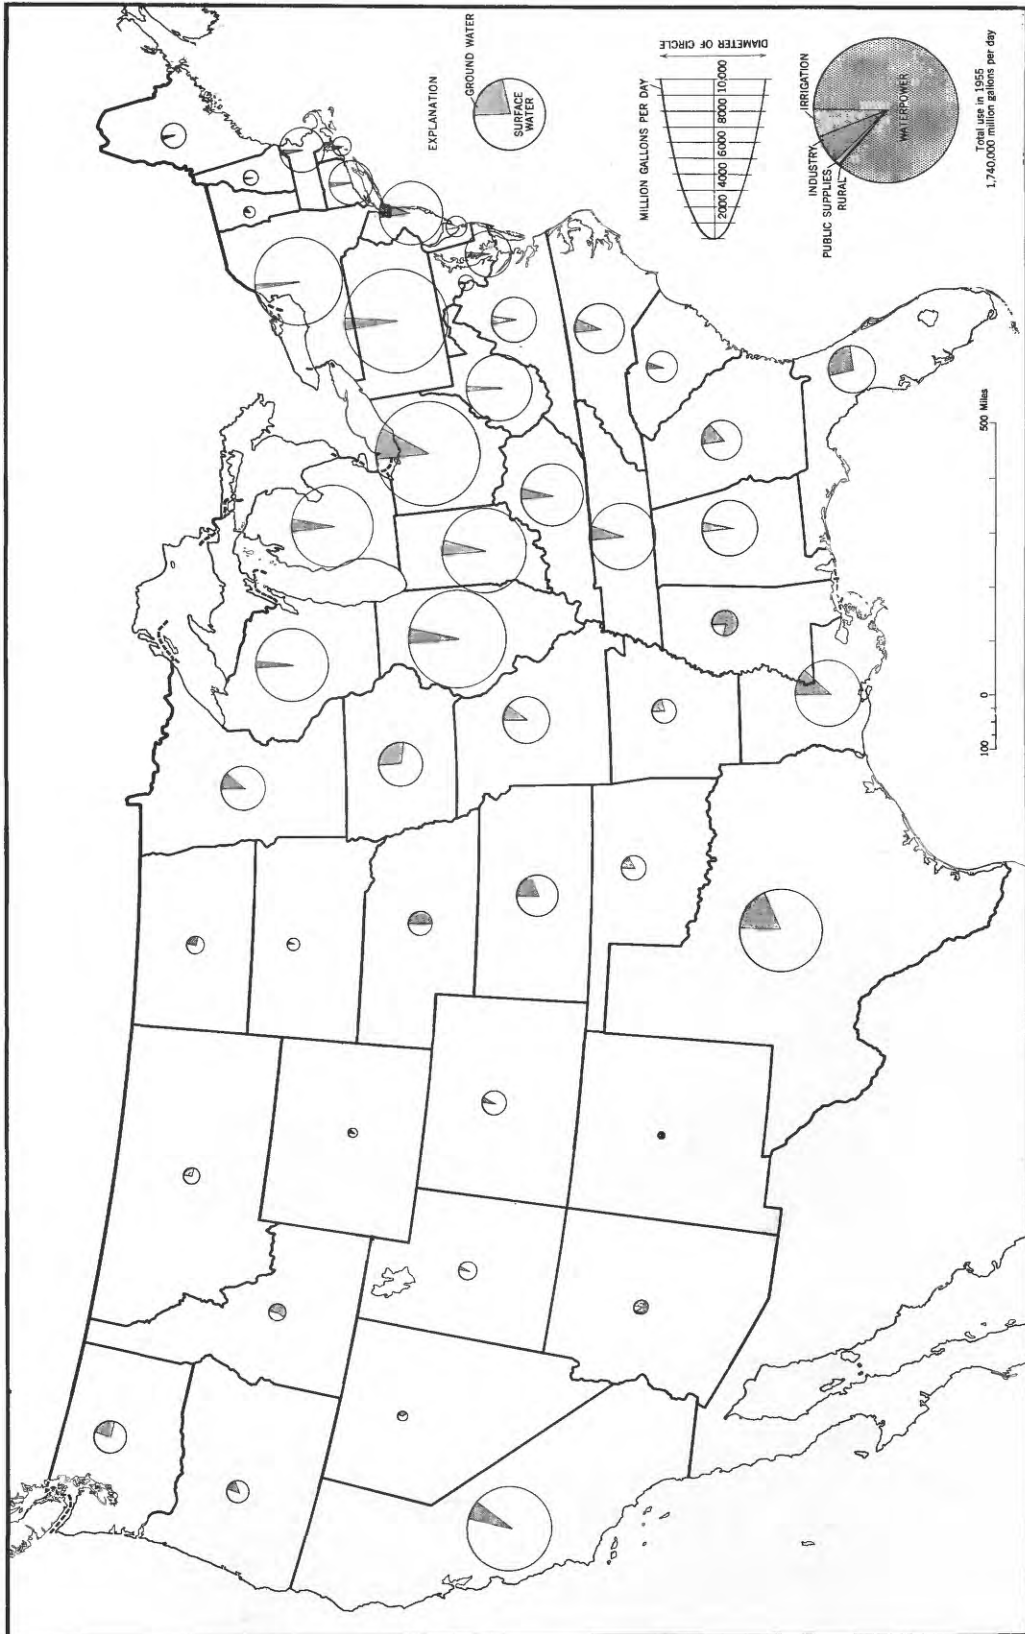 EXPLANATION
GROUND WATER
SURFACE
WATER
MILLION GALLONS PER DAY
2000
4000
6000
8000
10,000
DIAMETER OF CIRCLE
IRRIGATION
INDUSTRY
PUBLIC SUPPLIES
RURAL
WATERPOWER
Total use in 1955
1,740,000 million gallons per day
100
0
500 Miles